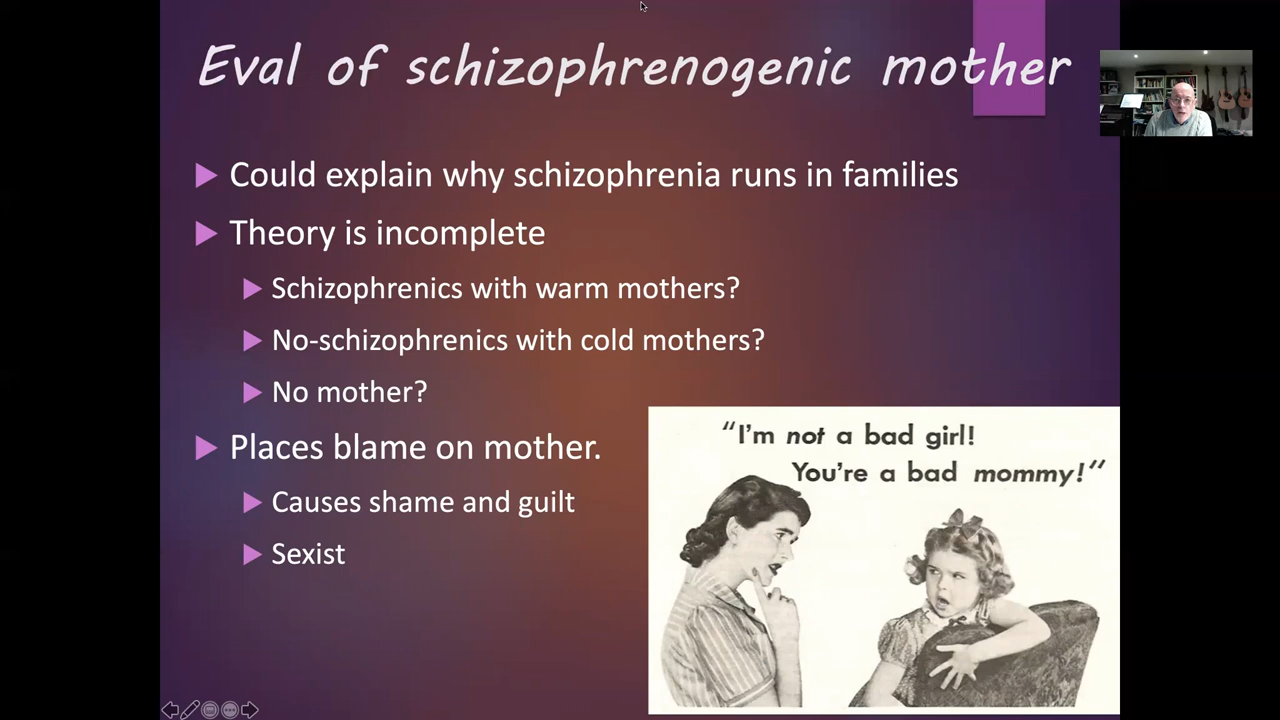 Eval of schizophrenogenic mother
Could explain why schizophrenia runs in families
Theory is incomplete
Schizophrenics with warm mothers?
No-schizophrenics with cold mothers?
No mother?
Places blame on mother.
Causes shame and guilt
Sexist
“I’m not a bad girl!
You’re a bad mommy!”